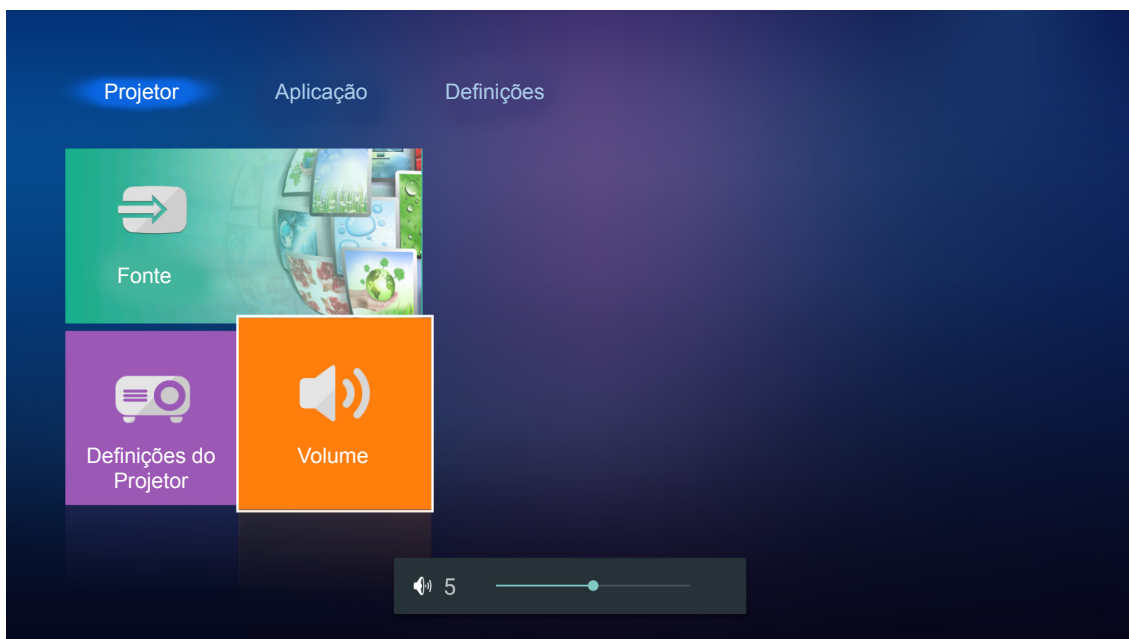 Projetor
Aplicação
Definições
Fonte
Definições do
Projetor
Volume
5